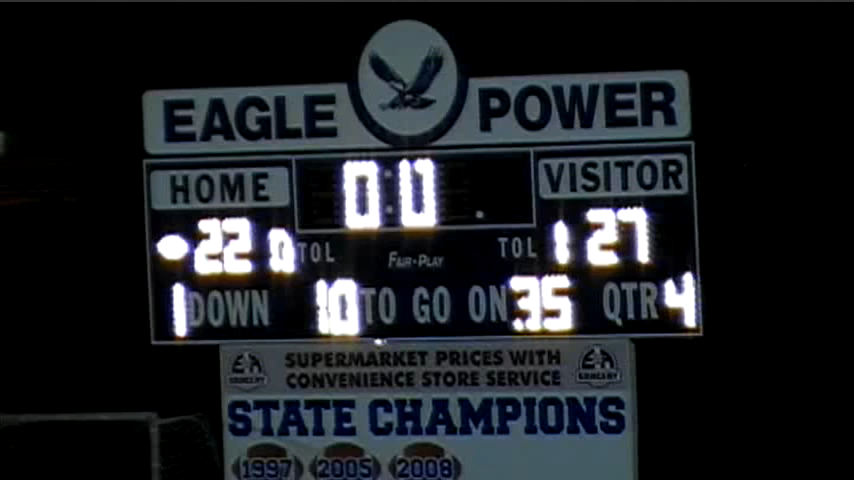 EAGLE POWER
HOME 0:0 . VISITOR
22 0 TOL FAIR-PLAY TOL 1 27
1 DOWN 10 TO GO ON 35 QTR 4
SUPERMARKET PRICES WITH
CONVENIENCE STORE SERVICE
STATE CHAMPIONS
1997 2005 2008